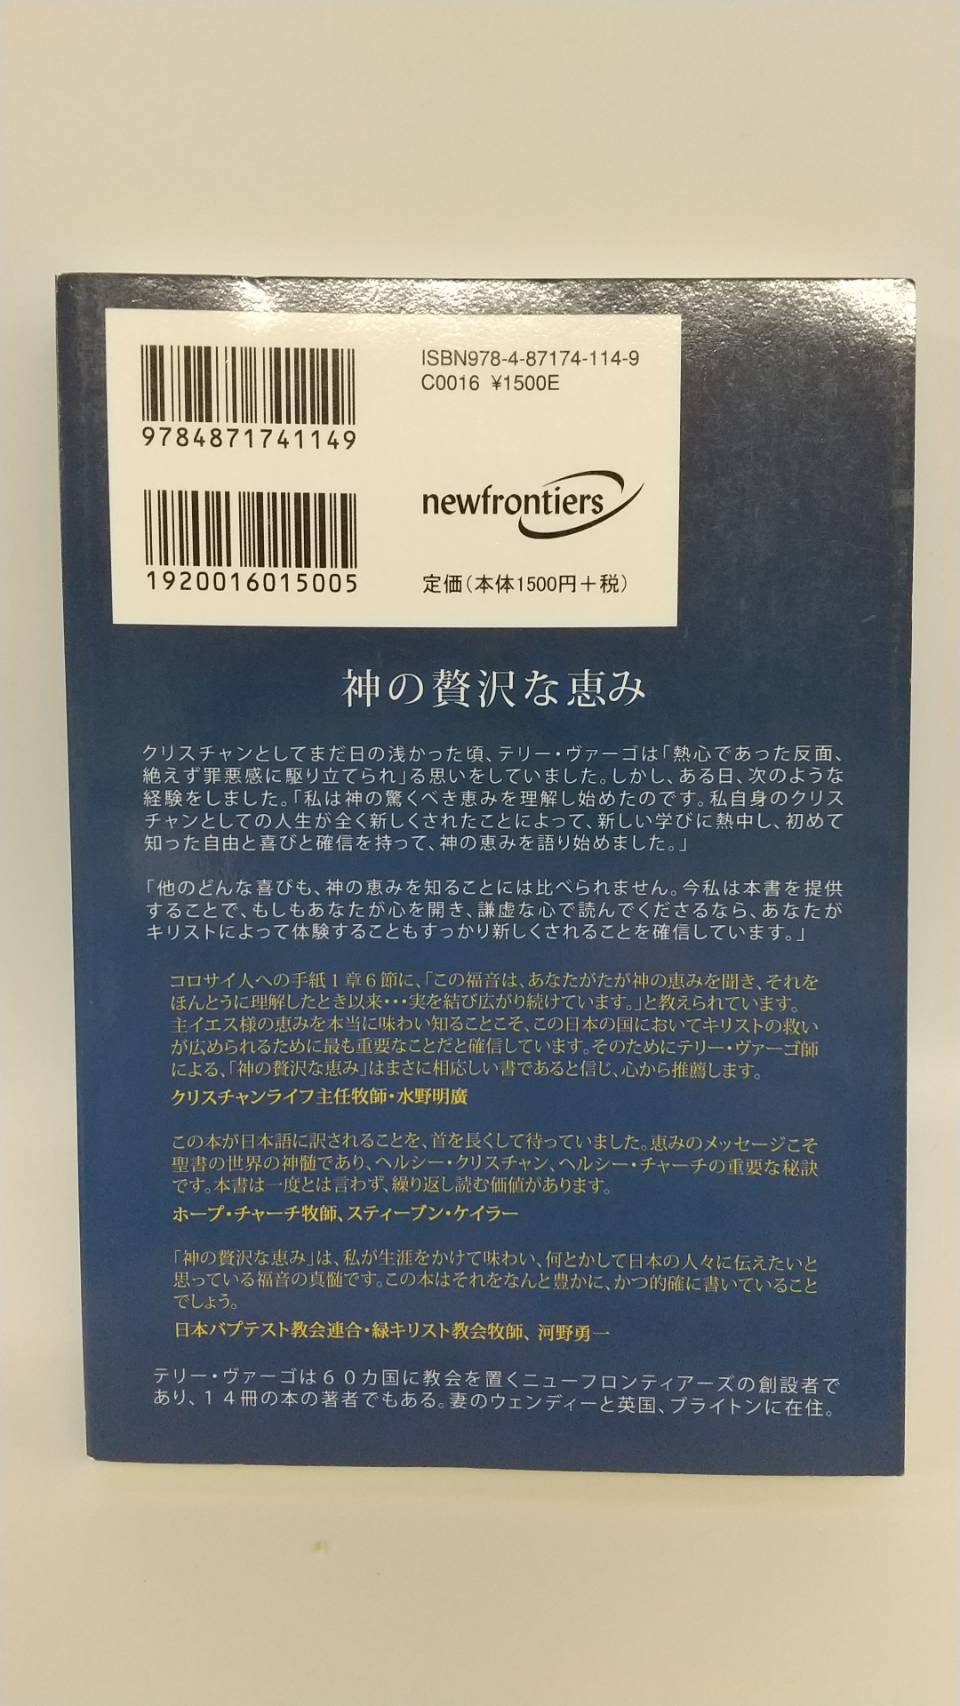 9784871741149
ISBN978-4-87174-114-9
C0016 ¥1500E
1920016015005
newfrontiers
定価(本体1500円＋税)
神の贅沢な恵み
クリスチャンとしてまだ日の浅かった頃、テリー・ヴァーゴは「熱心であった反面、
絶えず罪悪感に駆り立てられ」る思いをしていました。しかし、ある日、次のような
経験をしました。「私は神の驚くべき恵みを理解し始めたのです。私自身のクリス
チャンとしての人生が全く新しくされたことによって、新しい学びに熱中し、初めて
知った自由と喜びと確信を持って、神の恵みを語り始めました。」
「他のどんな喜びも、神の恵みを知ることには比べられません。今私は本書を提供
することで、もしもあなたが心を開き、謙虚な心で読んでくださるなら、あなたが
キリストによって体験することもすっかり新しくされることを確信しています。」
コロサイ人への手紙１章６節に、「この福音は、あなたがたが神の恵みを聞き、それを
ほんとうに理解したとき以来・・・実を結び広がり続けています。」と教えられています。
主イエス様の恵みを本当に味わい知ることこそ、この日本の国においてキリストの救い
が広められるために最も重要なことだと確信しています。そのためにテリー・ヴァーゴ師
による、「神の贅沢な恵み」はまさに相応しい書であると信じ、心から推薦します。
クリスチャンライフ主任牧師・水野明廣
この本が日本語に訳されることを、首を長くして待っていました。恵みのメッセージこそ
聖書の世界の神髄であり、ヘルシー・クリスチャン、ヘルシー・チャーチの重要な秘訣
です。本書は一度とは言わず、繰り返し読む価値があります。
ホープ・チャーチ牧師、スティーブン・ケイラー
「神の贅沢な恵み」は、私が生涯をかけて味わい、何とかして日本の人々に伝えたいと
思っている福音の真髄です。この本はそれをなんと豊かに、かつ的確に書いていること
でしょう。
日本バプテスト教会連合・緑キリスト教会牧師、河野勇一
テリー・ヴァーゴは６０カ国に教会を置くニューフロンティアーズの創設者で
あり、１４冊の本の著者でもある。妻のウェンディーと英国、ブライトンに在住。